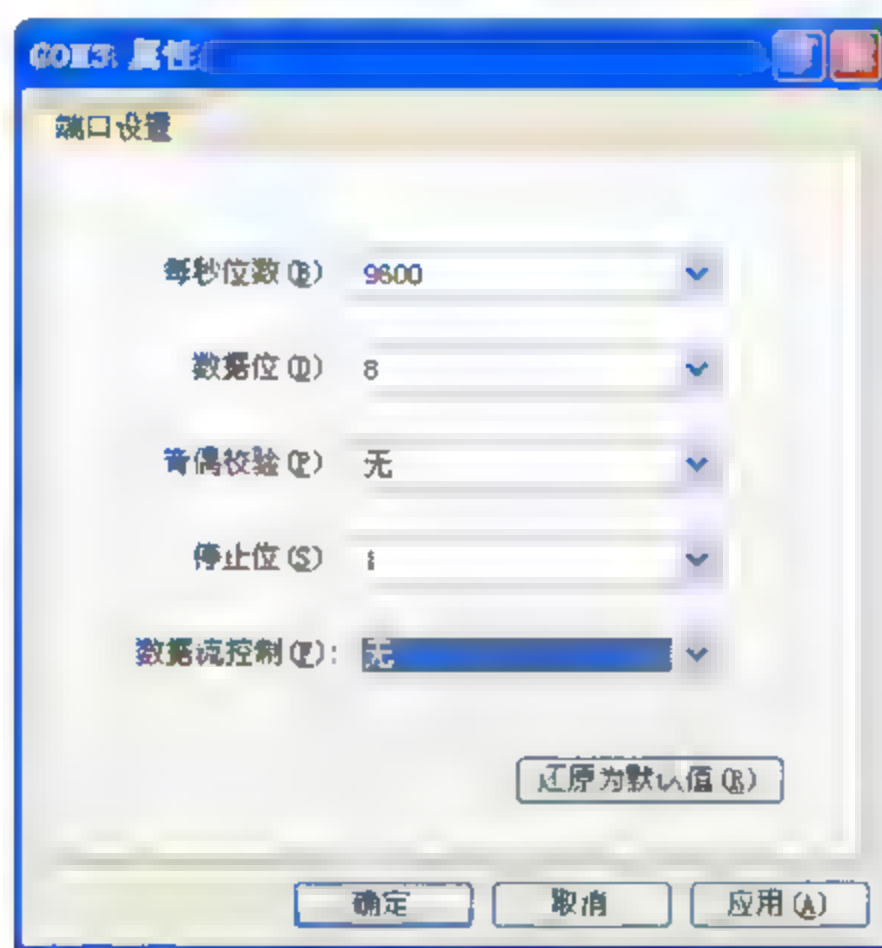 COM3 属性
端口设置
每秒位数(B) 9600
数据位(D) 8
奇偶校验(P) 无
停止位(S) 1
数据流控制(F): 无
还原为默认值(R)
确定 取消 应用(A)